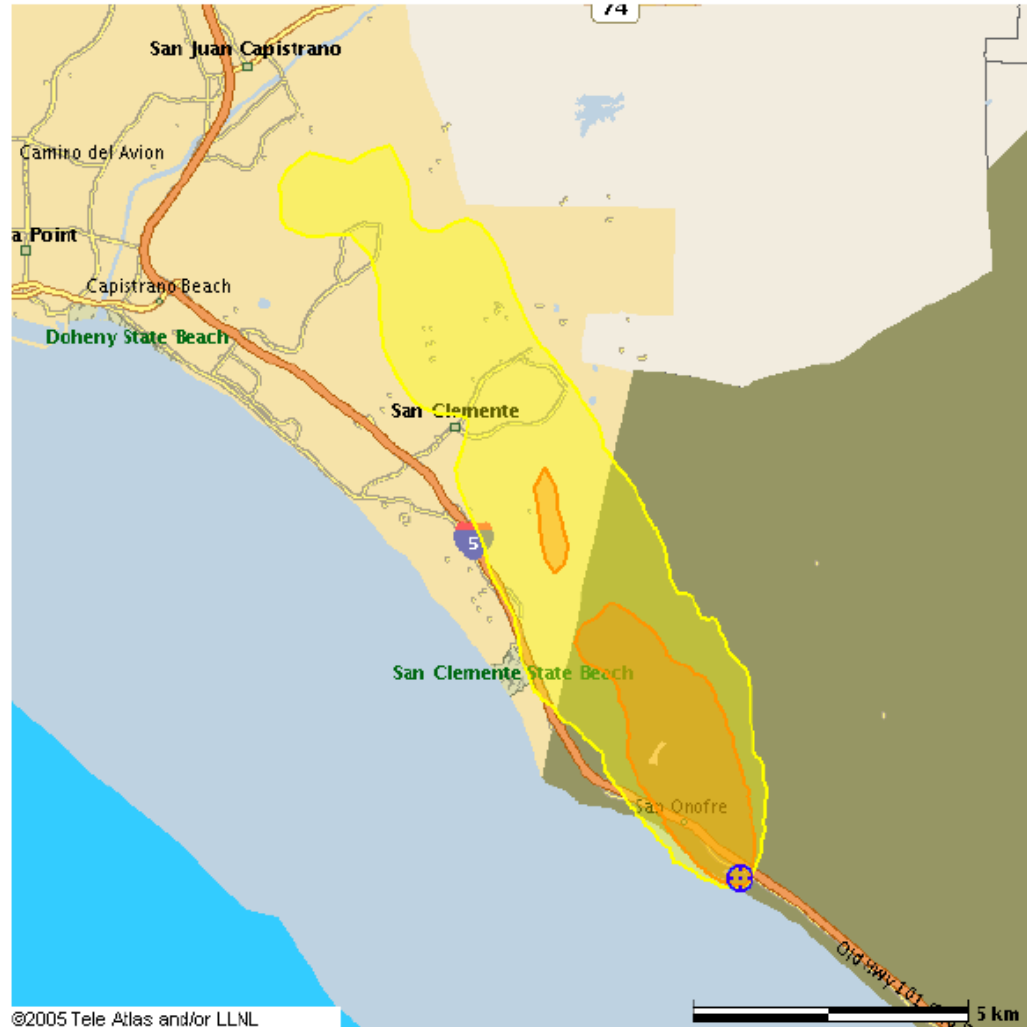 74
San Juan Capistrano
Camino del Avion
a Point
Capistrano Beach
Doheny State Beach
San Clemente
5
San Clemente State Beach
San Onofre
Old Hwy 101
5 km
©2005 Tele Atlas and/or LLNL